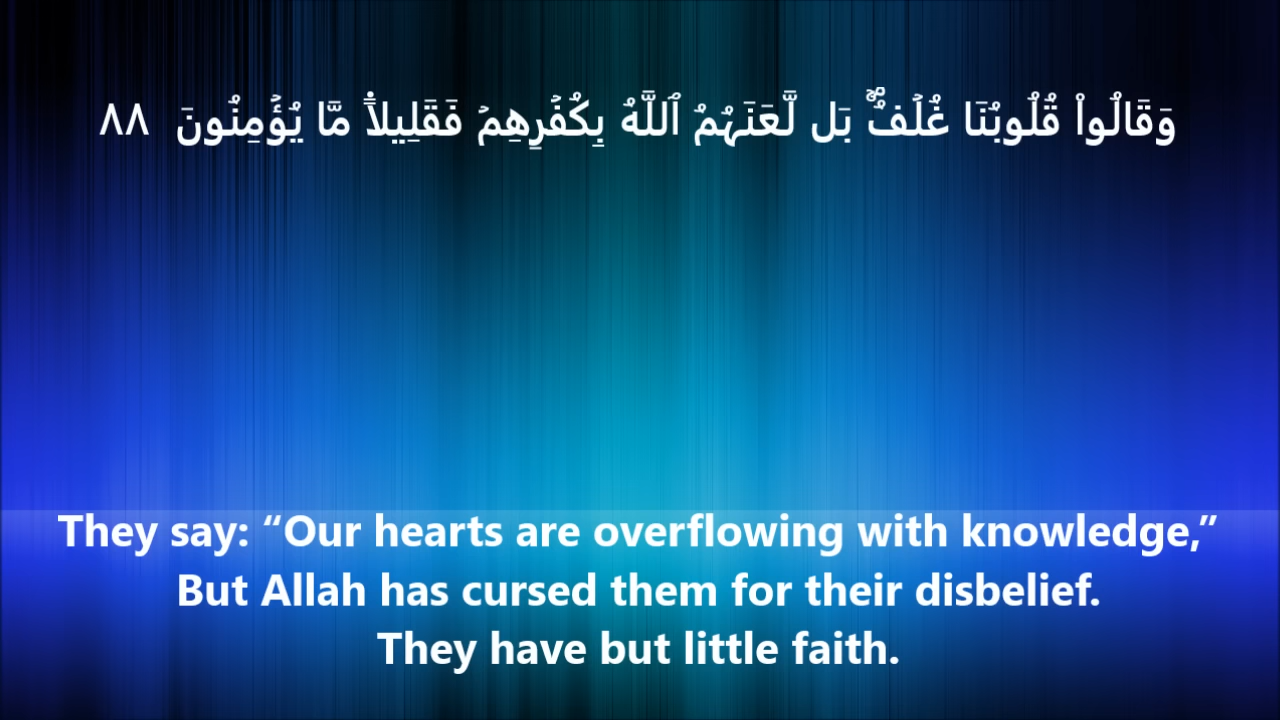 وَقَالُواْ قُلُوبُنَا غُلۡفُۢۚ بَل لَّعَنَهُمُ ٱللَّهُ بِكُفۡرِهِمۡ فَقَلِيلٗا مَّا يُؤۡمِنُونَ ٨٨
They say: “Our hearts are overflowing with knowledge,”
But Allah has cursed them for their disbelief.
They have but little faith.